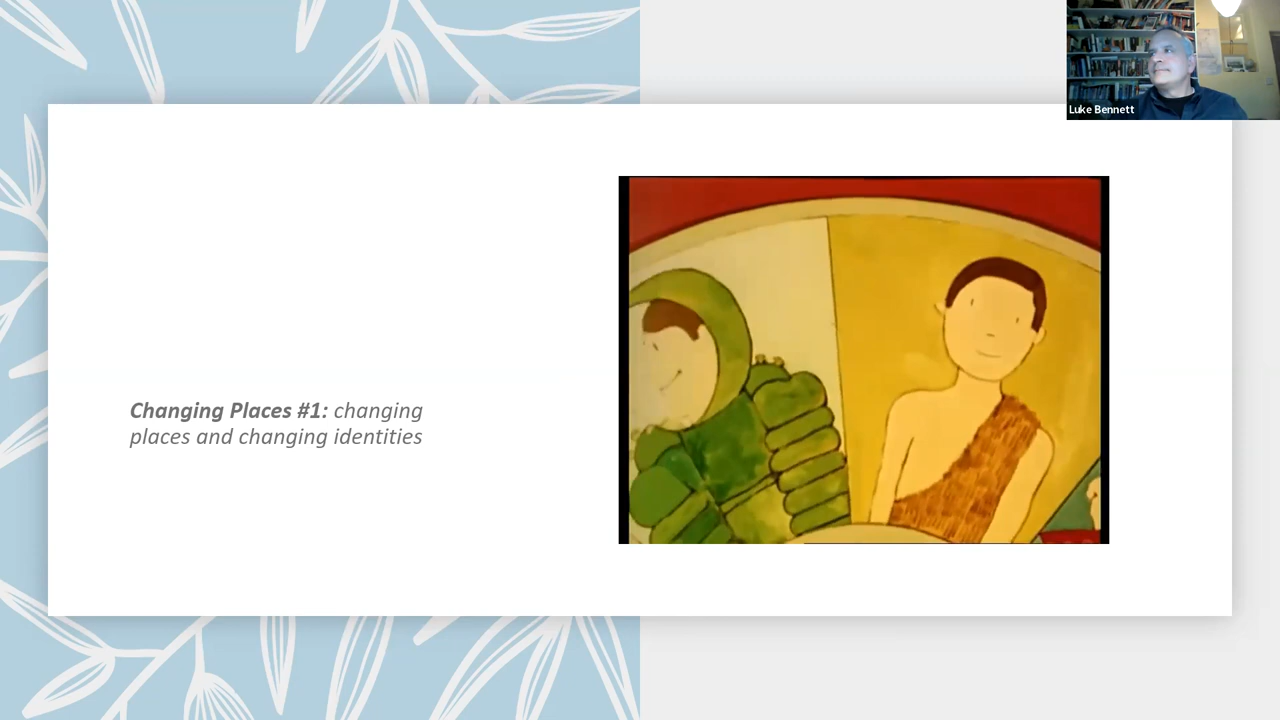 Luke Bennett
Changing Places #1: changing
places and changing identities